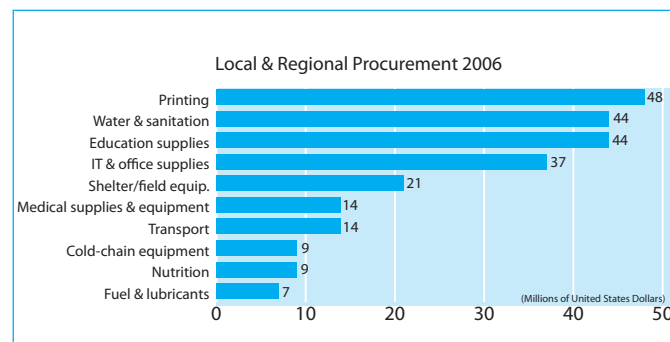 Local & Regional Procurement 2006
Printing 48
Water & sanitation 44
Education supplies 44
IT & office supplies 37
Shelter/field equip. 21
Medical supplies & equipment 14
Transport 14
Cold-chain equipment 9
Nutrition 9
Fuel & lubricants 7
(Millions of United States Dollars)
0 10 20 30 40 50